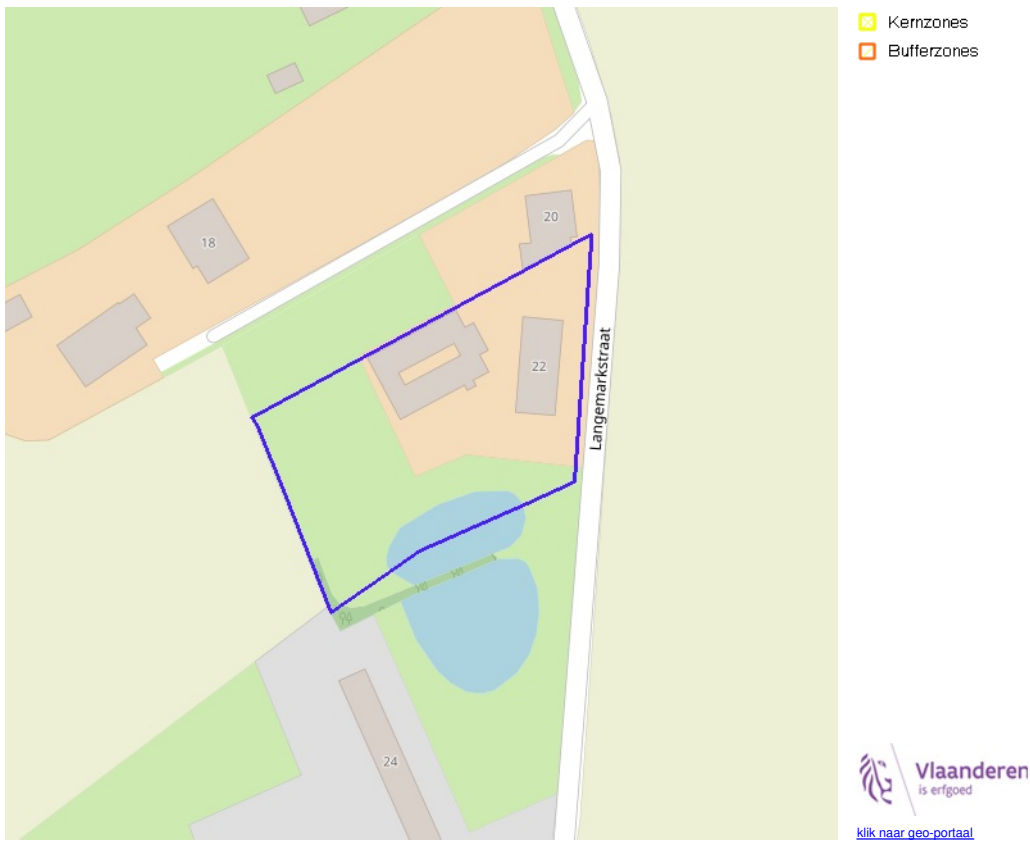 Kernzones
Bufferzones
20
18
22
Langemarkstraat
24
Vlaanderen
is erfgoed
klik naar geo-portaal